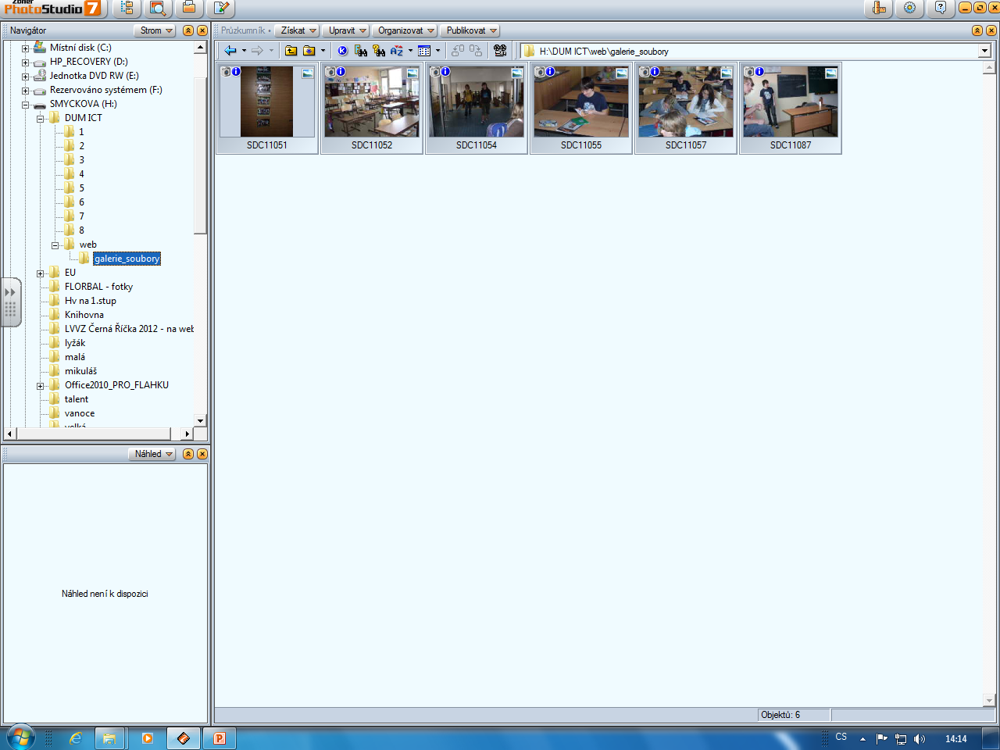 Zoner
PhotoStudio 7
Navigátor
Strom
Místní disk (C:)
HP_RECOVERY (D:)
Jednotka DVD RW (E:)
Rezervováno systémem (F:)
SMYCKOVA (H:)
DUM ICT
1
2
3
4
5
6
7
8
web
galerie_soubory
EU
FLORBAL - fotky
Hv na 1.stup
Knihovna
LVVZ Černá Říčka 2012 - na web
lyžák
malá
mikuláš
Office2010_PRO_FLAHKU
talent
vanoce
velká
Náhled
Náhled není k dispozici
Průzkumník • Získat Upravit Organizovat Publikovat
H:\DUM ICT\web\galerie_soubory
SDC11051 SDC11052 SDC11054 SDC11055 SDC11057 SDC11087
Objektů: 6
CS 14:14